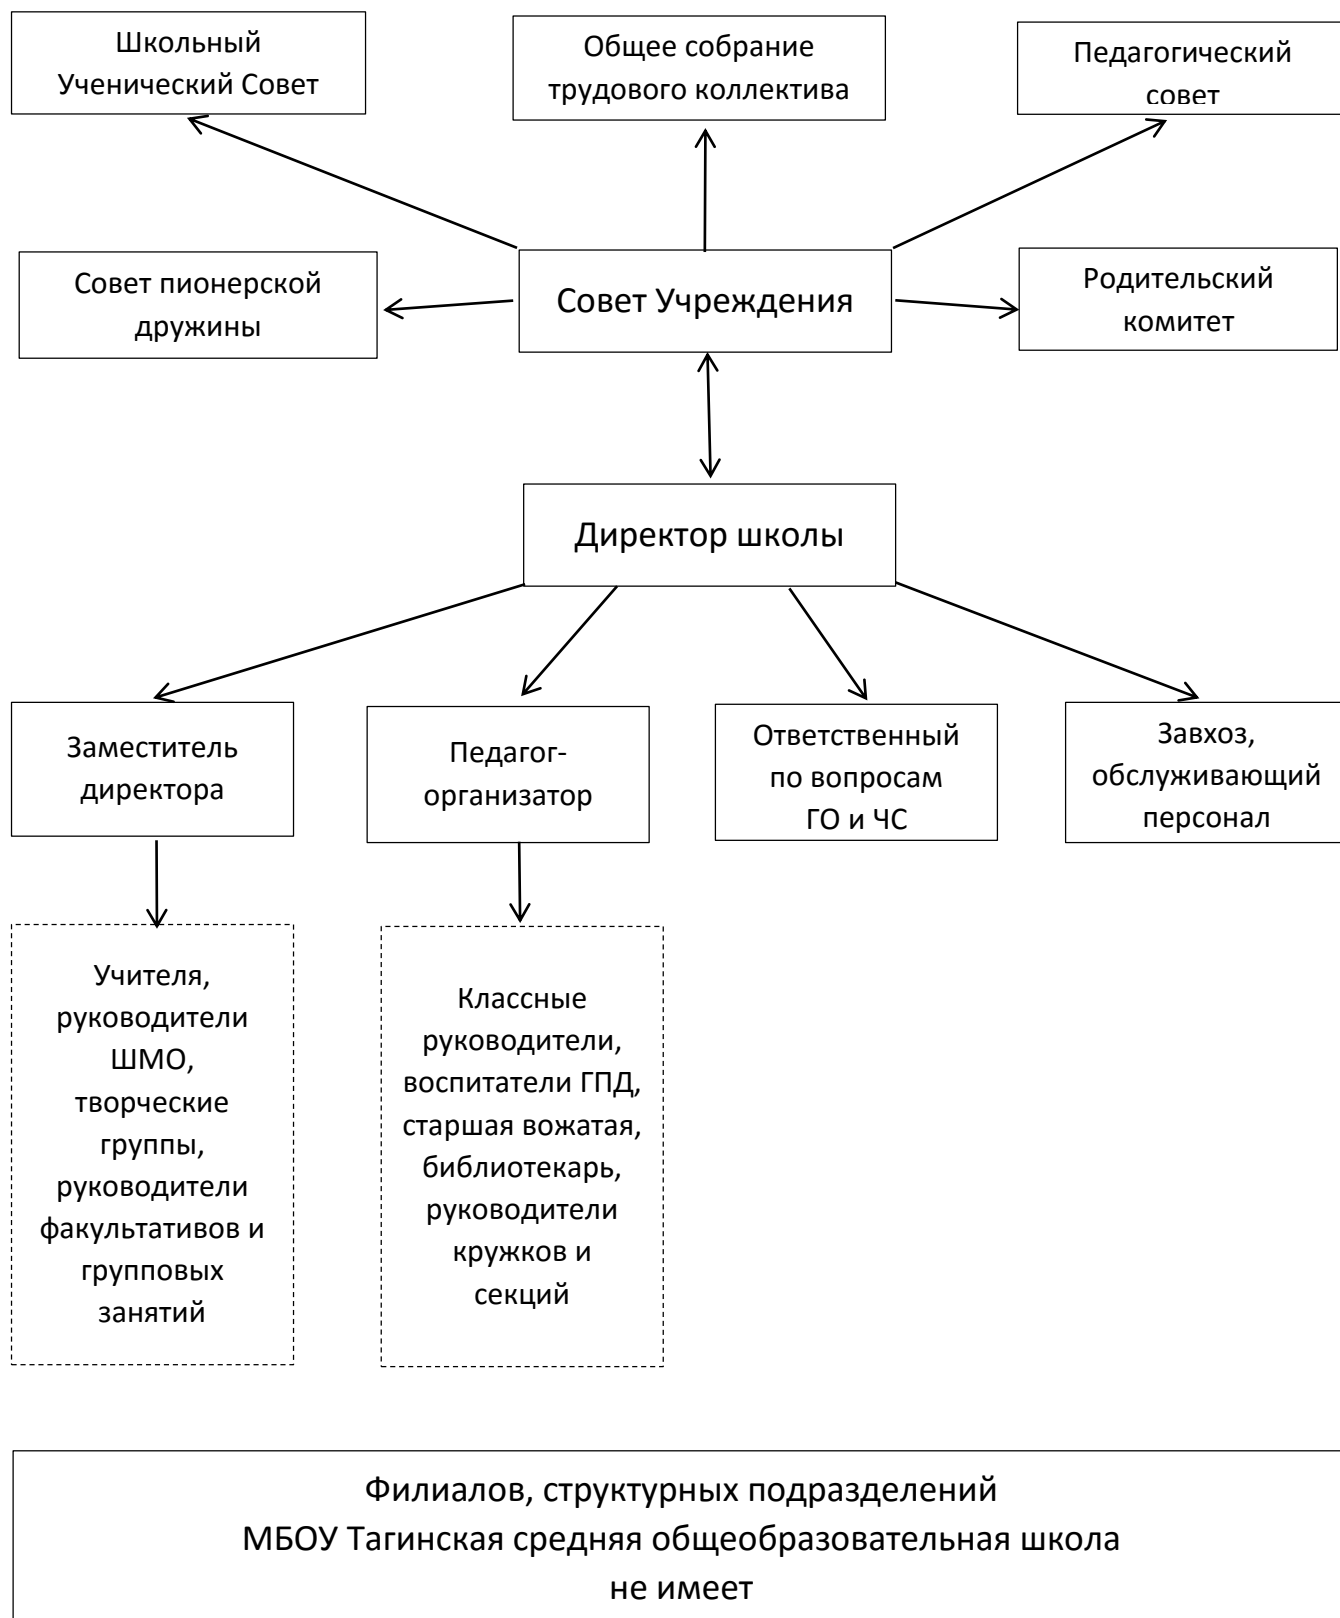 Школьный
Ученический Совет
Общее собрание
трудового коллектива
Педагогический
совет
Совет пионерской
дружины
Совет Учреждения
Родительский
комитет
Директор школы
Заместитель
директора
Педагог-
организатор
Ответственный
по вопросам
ГО и ЧС
Завхоз,
обслуживающий
персонал
Учителя,
руководители
ШМО,
творческие
группы,
руководители
факультативов и
групповых
занятий
Классные
руководители,
воспитатели ГПД,
старшая вожатая,
библиотекарь,
руководители
кружков и
секций
Филиалов, структурных подразделений
МБОУ Тагинская средняя общеобразовательная школа
не имеет